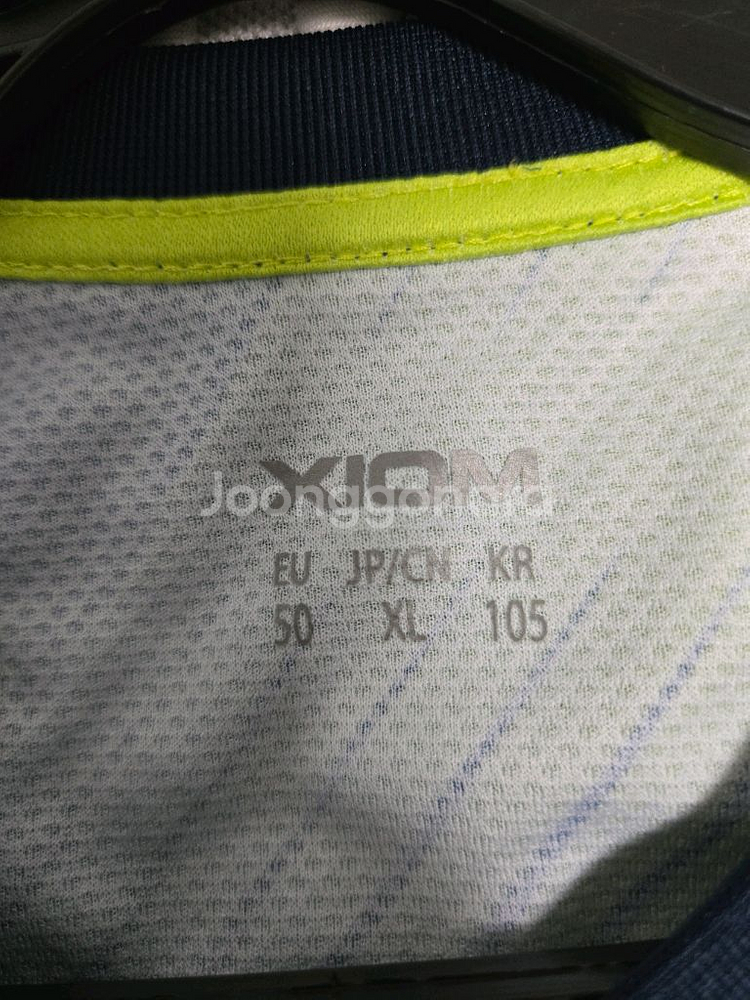 XIOM
Joonggonara
EU JP/CN KR
50 XL 105